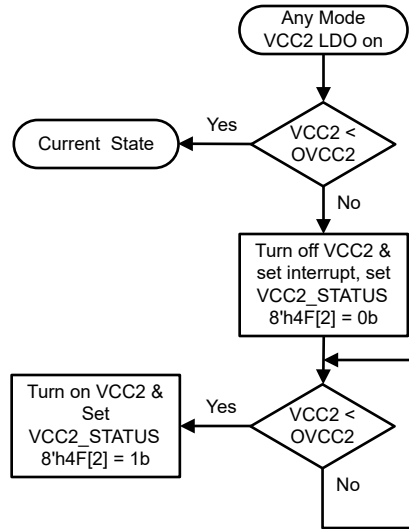 Any Mode
VCC2 LDO on
Yes
Current State
VCC2 <
OVCC2
No
Turn off VCC2 &
set interrupt, set
VCC2_STATUS
8'h4F[2] = 0b
Turn on VCC2 &
Set
VCC2_STATUS
8'h4F[2] = 1b
Yes
VCC2 <
OVCC2
No